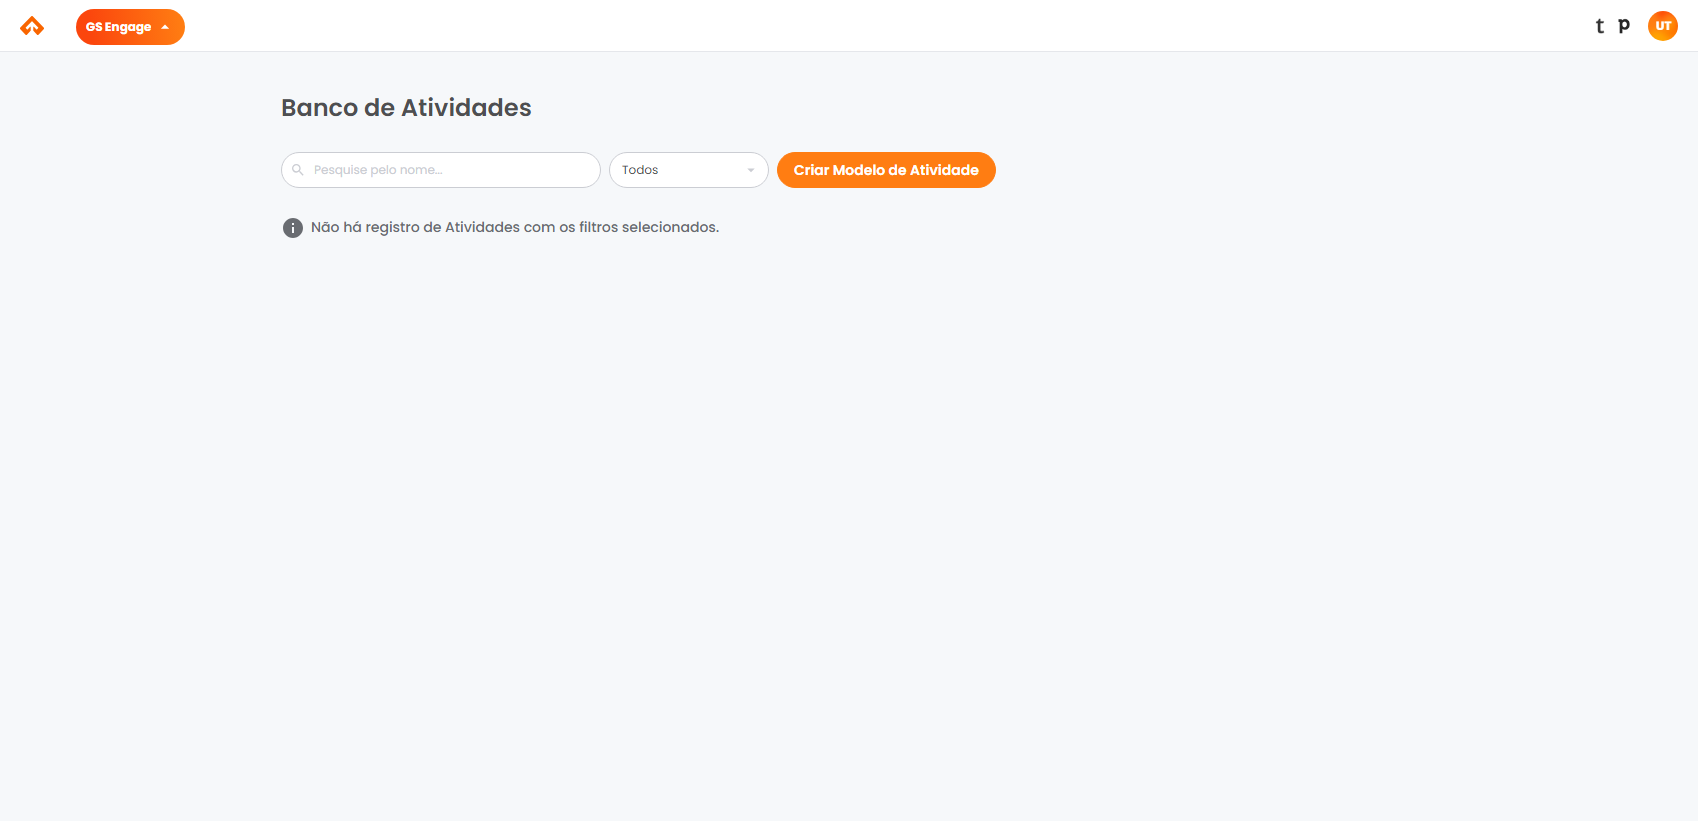 GS Engage
t p UT
Banco de Atividades
Pesquise pelo nome...
Todos
Criar Modelo de Atividade
Não há registro de Atividades com os filtros selecionados.